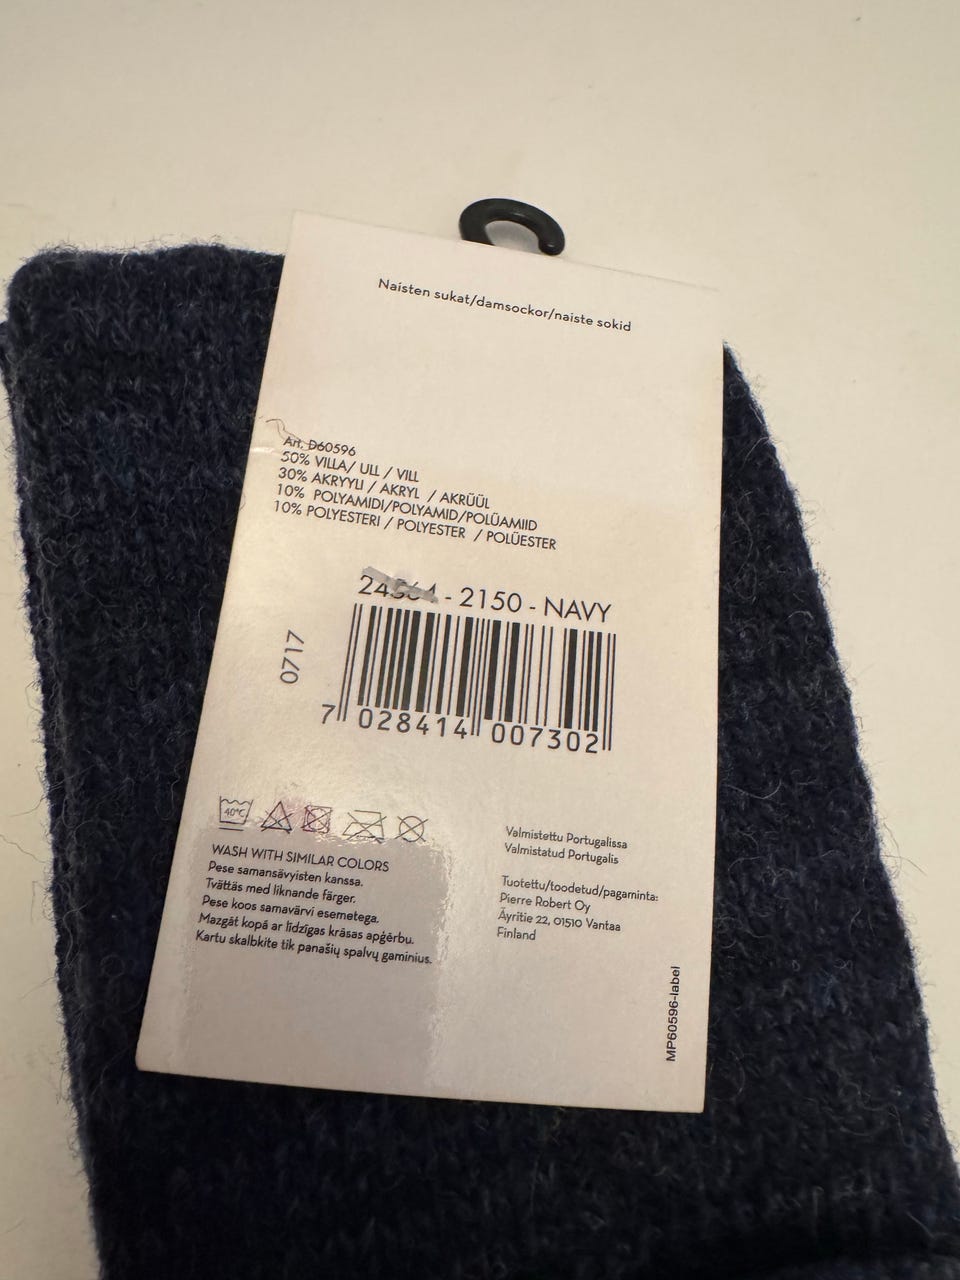 Naisten sukat/damsockor/naiste sokid
Art. D60596
50% VILLA/ ULL / VILL
30% AKRYYLI / AKRYL / AKRÜÜL
10% POLYAMIDI/POLYAMID/POLÜAMIID
10% POLYESTERI / POLYESTER / POLÜESTER
- 2150 - NAVY
0717
7 028414 007302
40°C
WASH WITH SIMILAR COLORS
Pese samansävyisten kanssa.
Tvättäs med liknande färger.
Pese koos samavärvi esemetega.
Mazgāt kopā ar līdzīgas krāsas apģērbu.
Kartu skalbkite tik panašių spalvų gaminius.
Valmistettu Portugalissa
Valmistatud Portugalis
Tuotettu/toodetud/pagaminta:
Pierre Robert Oy
Äyritie 22, 01510 Vantaa
Finland
MP60596-label